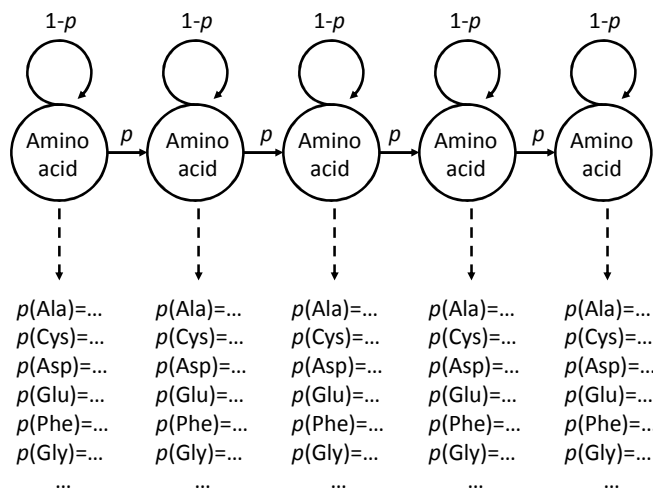 1-p 1-p 1-p 1-p 1-p
Amino acid
p
Amino acid
p
Amino acid
p
Amino acid
p
Amino acid
p(Ala)=... p(Ala)=... p(Ala)=... p(Ala)=... p(Ala)=...
p(Cys)=... p(Cys)=... p(Cys)=... p(Cys)=... p(Cys)=...
p(Asp)=... p(Asp)=... p(Asp)=... p(Asp)=... p(Asp)=...
p(Glu)=... p(Glu)=... p(Glu)=... p(Glu)=... p(Glu)=...
p(Phe)=... p(Phe)=... p(Phe)=... p(Phe)=... p(Phe)=...
p(Gly)=... p(Gly)=... p(Gly)=... p(Gly)=... p(Gly)=...
... ... ... ... ...